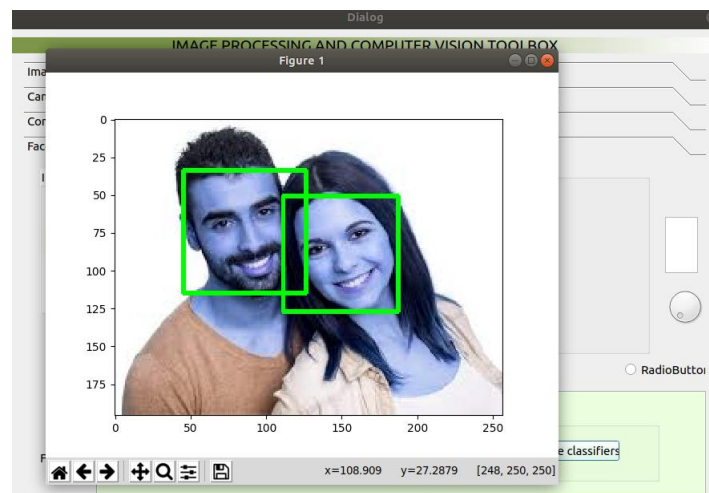 Dialog
IMAGE PROCESSING AND COMPUTER VISION TOOLBOX
Figure 1
Ima
Can
Con
Fac
I
0
25
50
75
100
125
150
175
0 50 100 150 200 250
RadioButton
e classifiers
F
x=108.909 y=27.2879 [248, 250, 250]